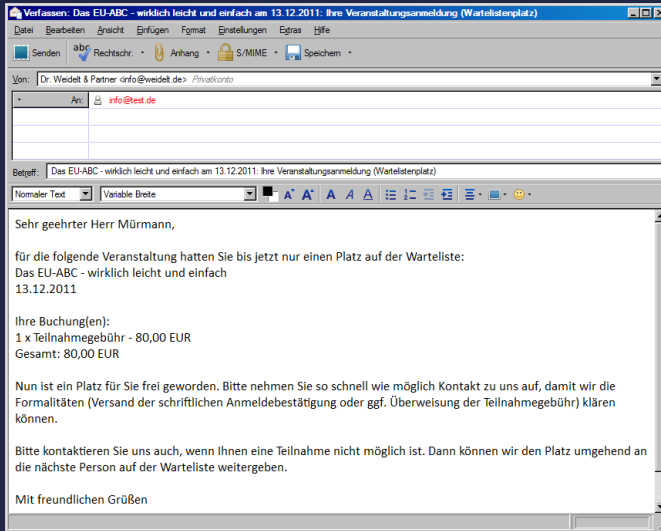 Verfassen: Das EU-ABC - wirklich leicht und einfach am 13.12.2011: Ihre Veranstaltungsanmeldung (Wartelistenplatz)
Datei Bearbeiten Ansicht Einfügen Format Einstellungen Extras Hilfe
Senden abc Rechtschr. Anhang S/MIME Speichern
Von: Dr. Weidelt & Partner <info@weidelt.de> Privatkonto
An: info@test.de
Betreff: Das EU-ABC - wirklich leicht und einfach am 13.12.2011: Ihre Veranstaltungsanmeldung (Wartelistenplatz)
Normaler Text Variable Breite
Sehr geehrter Herr Mürmann,
für die folgende Veranstaltung hatten Sie bis jetzt nur einen Platz auf der Warteliste:
Das EU-ABC - wirklich leicht und einfach
13.12.2011
Ihre Buchung(en):
1 x Teilnahmegebühr - 80,00 EUR
Gesamt: 80,00 EUR
Nun ist ein Platz für Sie frei geworden. Bitte nehmen Sie so schnell wie möglich Kontakt zu uns auf, damit wir die
Formalitäten (Versand der schriftlichen Anmeldebestätigung oder ggf. Überweisung der Teilnahmegebühr) klären
können.
Bitte kontaktieren Sie uns auch, wenn Ihnen eine Teilnahme nicht möglich ist. Dann können wir den Platz umgehend an
die nächste Person auf der Warteliste weitergeben.
Mit freundlichen Grüßen